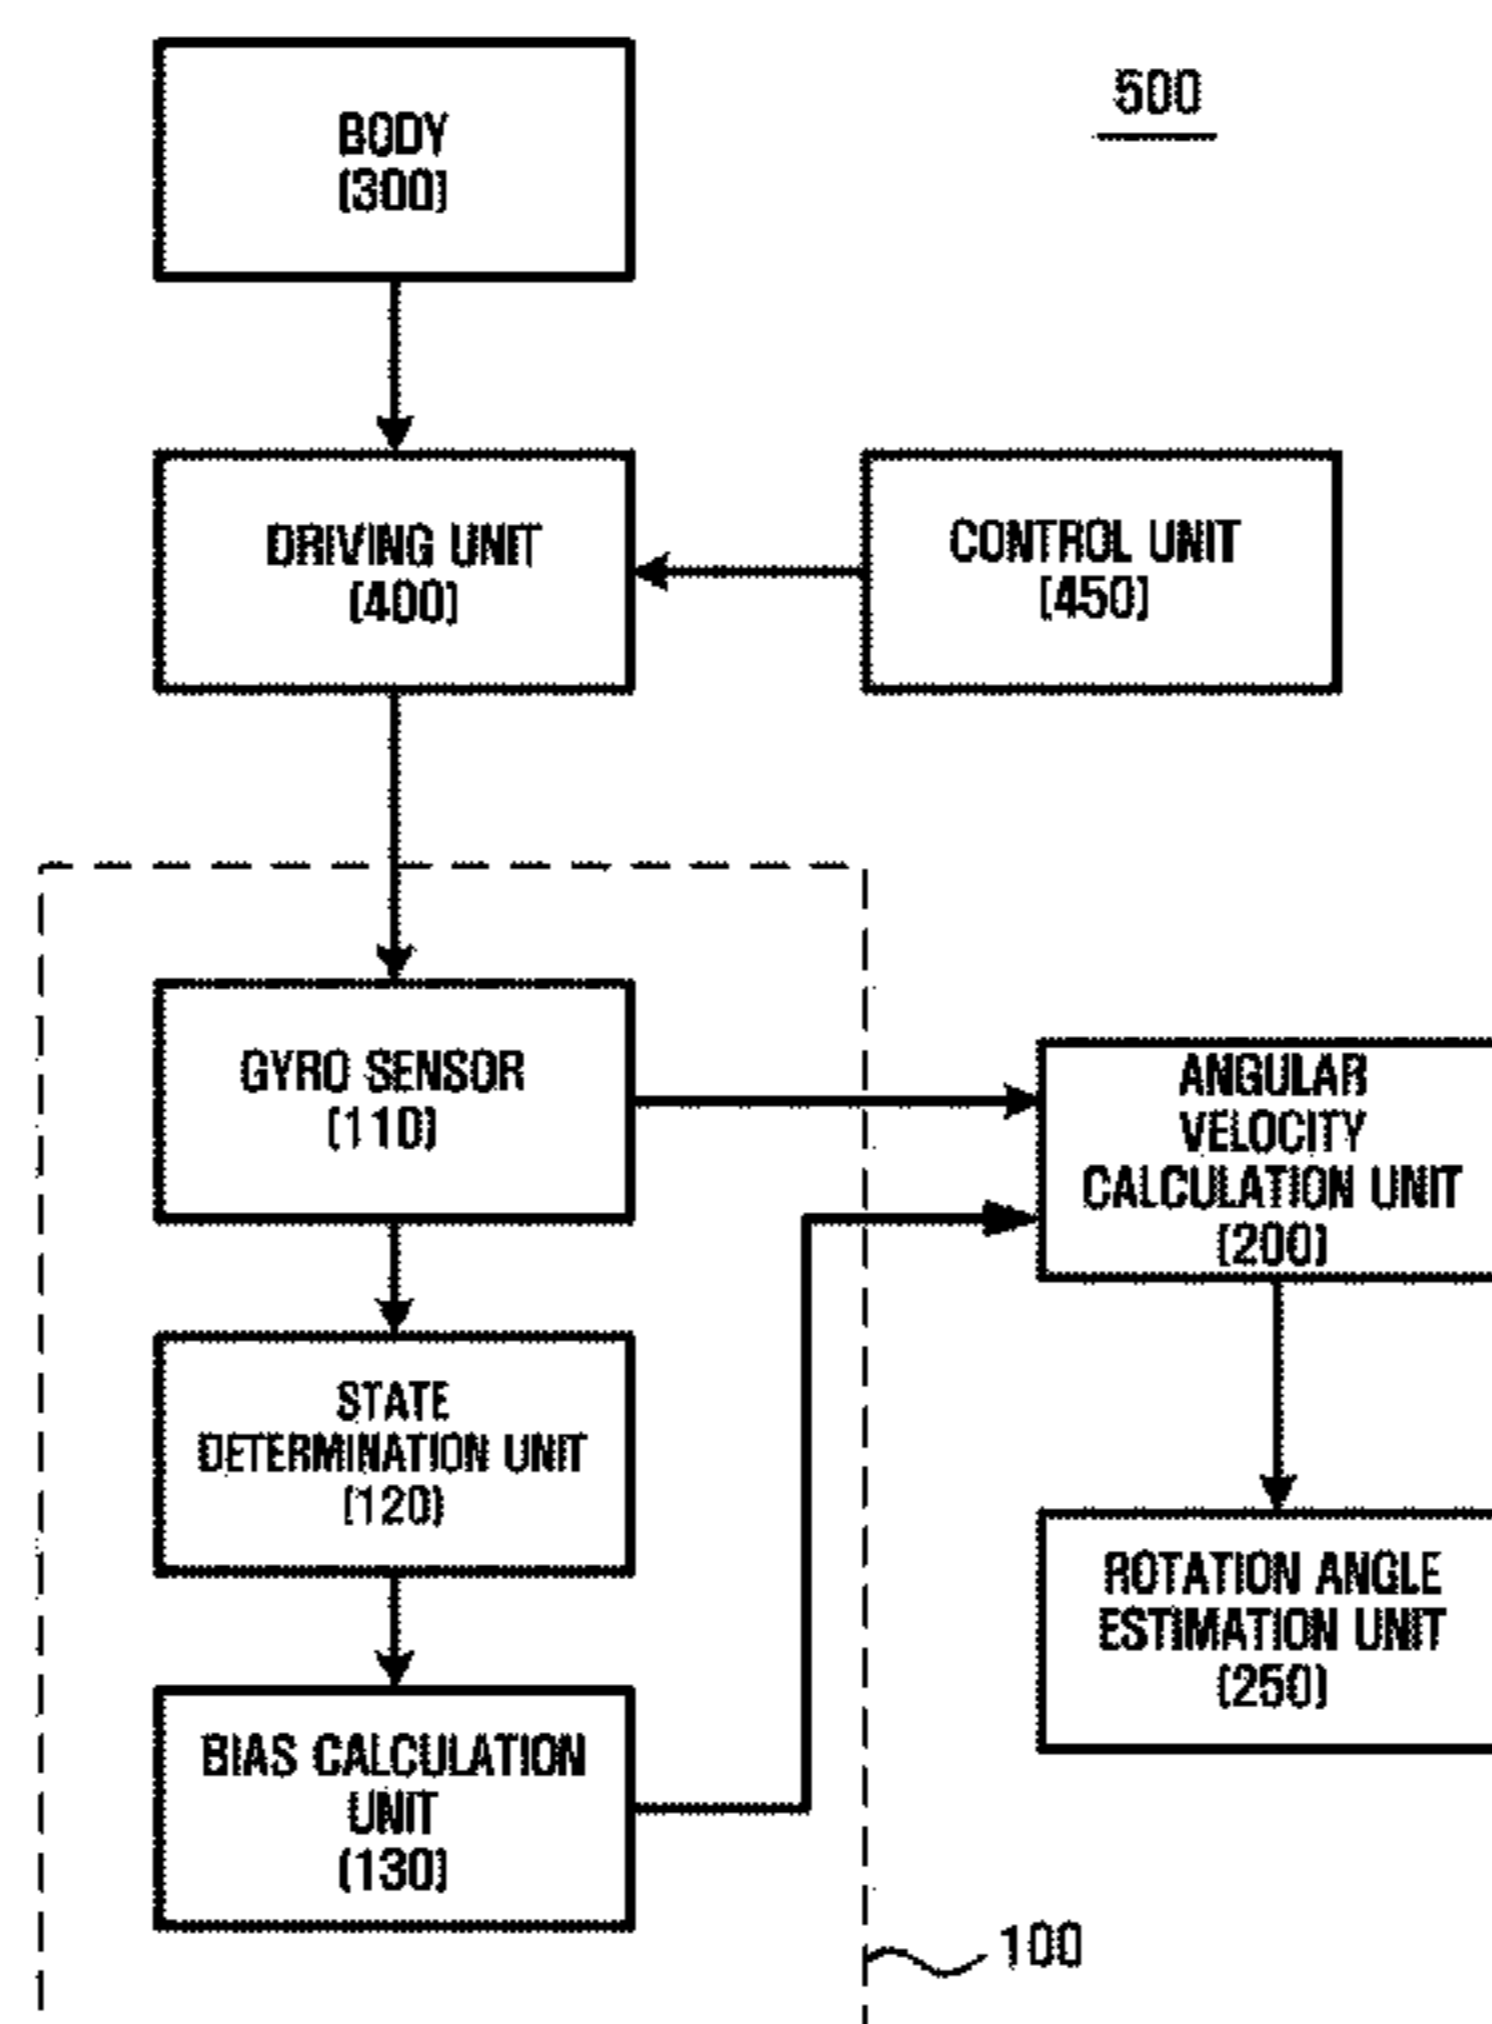 500
BODY
(300)
DRIVING UNIT
(400)
CONTROL UNIT
(450)
GYRO SENSOR
(110)
ANGULAR
VELOCITY
CALCULATION UNIT
(200)
STATE
DETERMINATION UNIT
(120)
ROTATION ANGLE
ESTIMATION UNIT
(250)
BIAS CALCULATION
UNIT
(130)
100